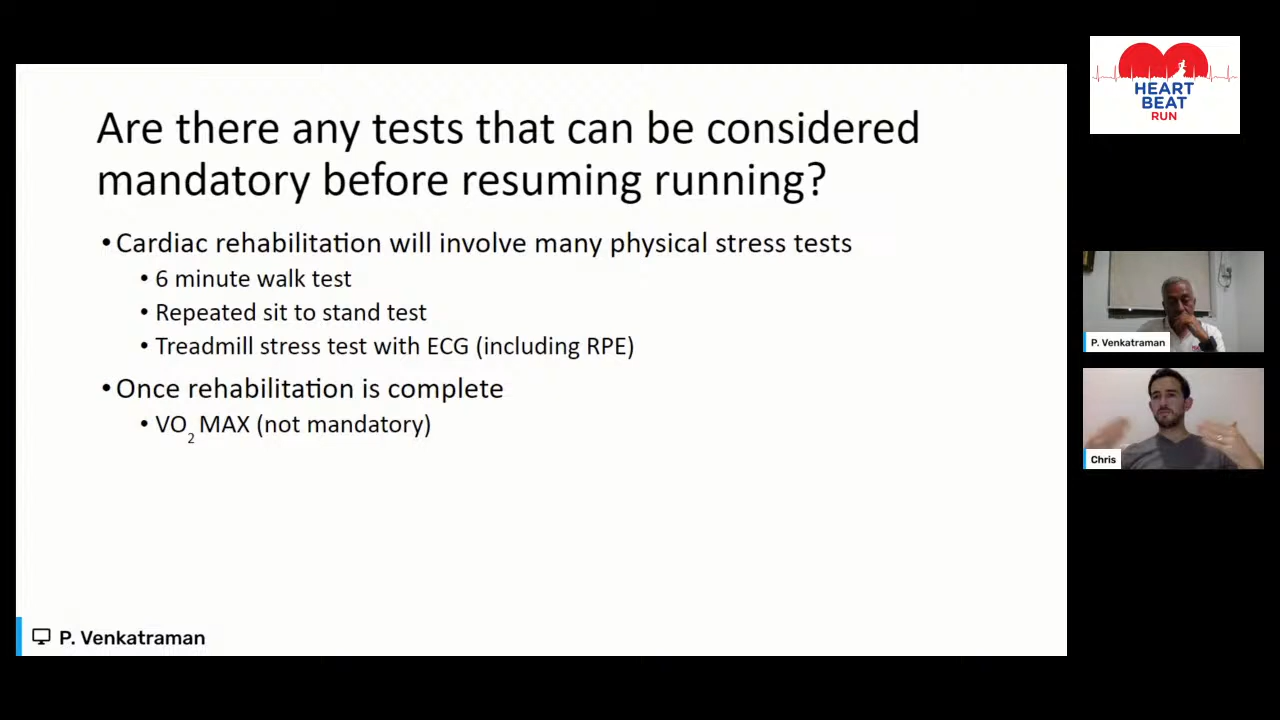 Are there any tests that can be considered
mandatory before resuming running?
• Cardiac rehabilitation will involve many physical stress tests
• 6 minute walk test
• Repeated sit to stand test
• Treadmill stress test with ECG (including RPE)
• Once rehabilitation is complete
• VO2 MAX (not mandatory)
P. Venkatraman
HEART
BEAT
RUN
P. Venkatraman
Chris